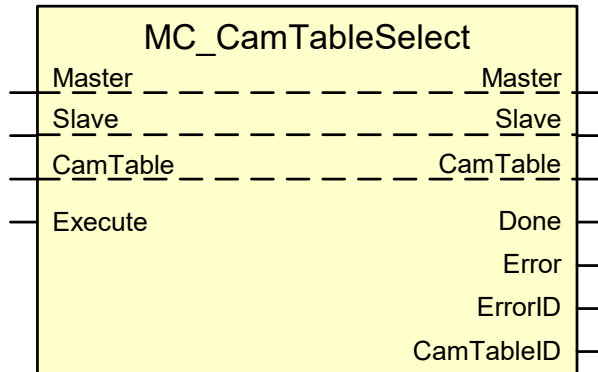 MC_CamTableSelect
Master Master
Slave Slave
CamTable CamTable
Execute Done
Error
ErrorID
CamTableID